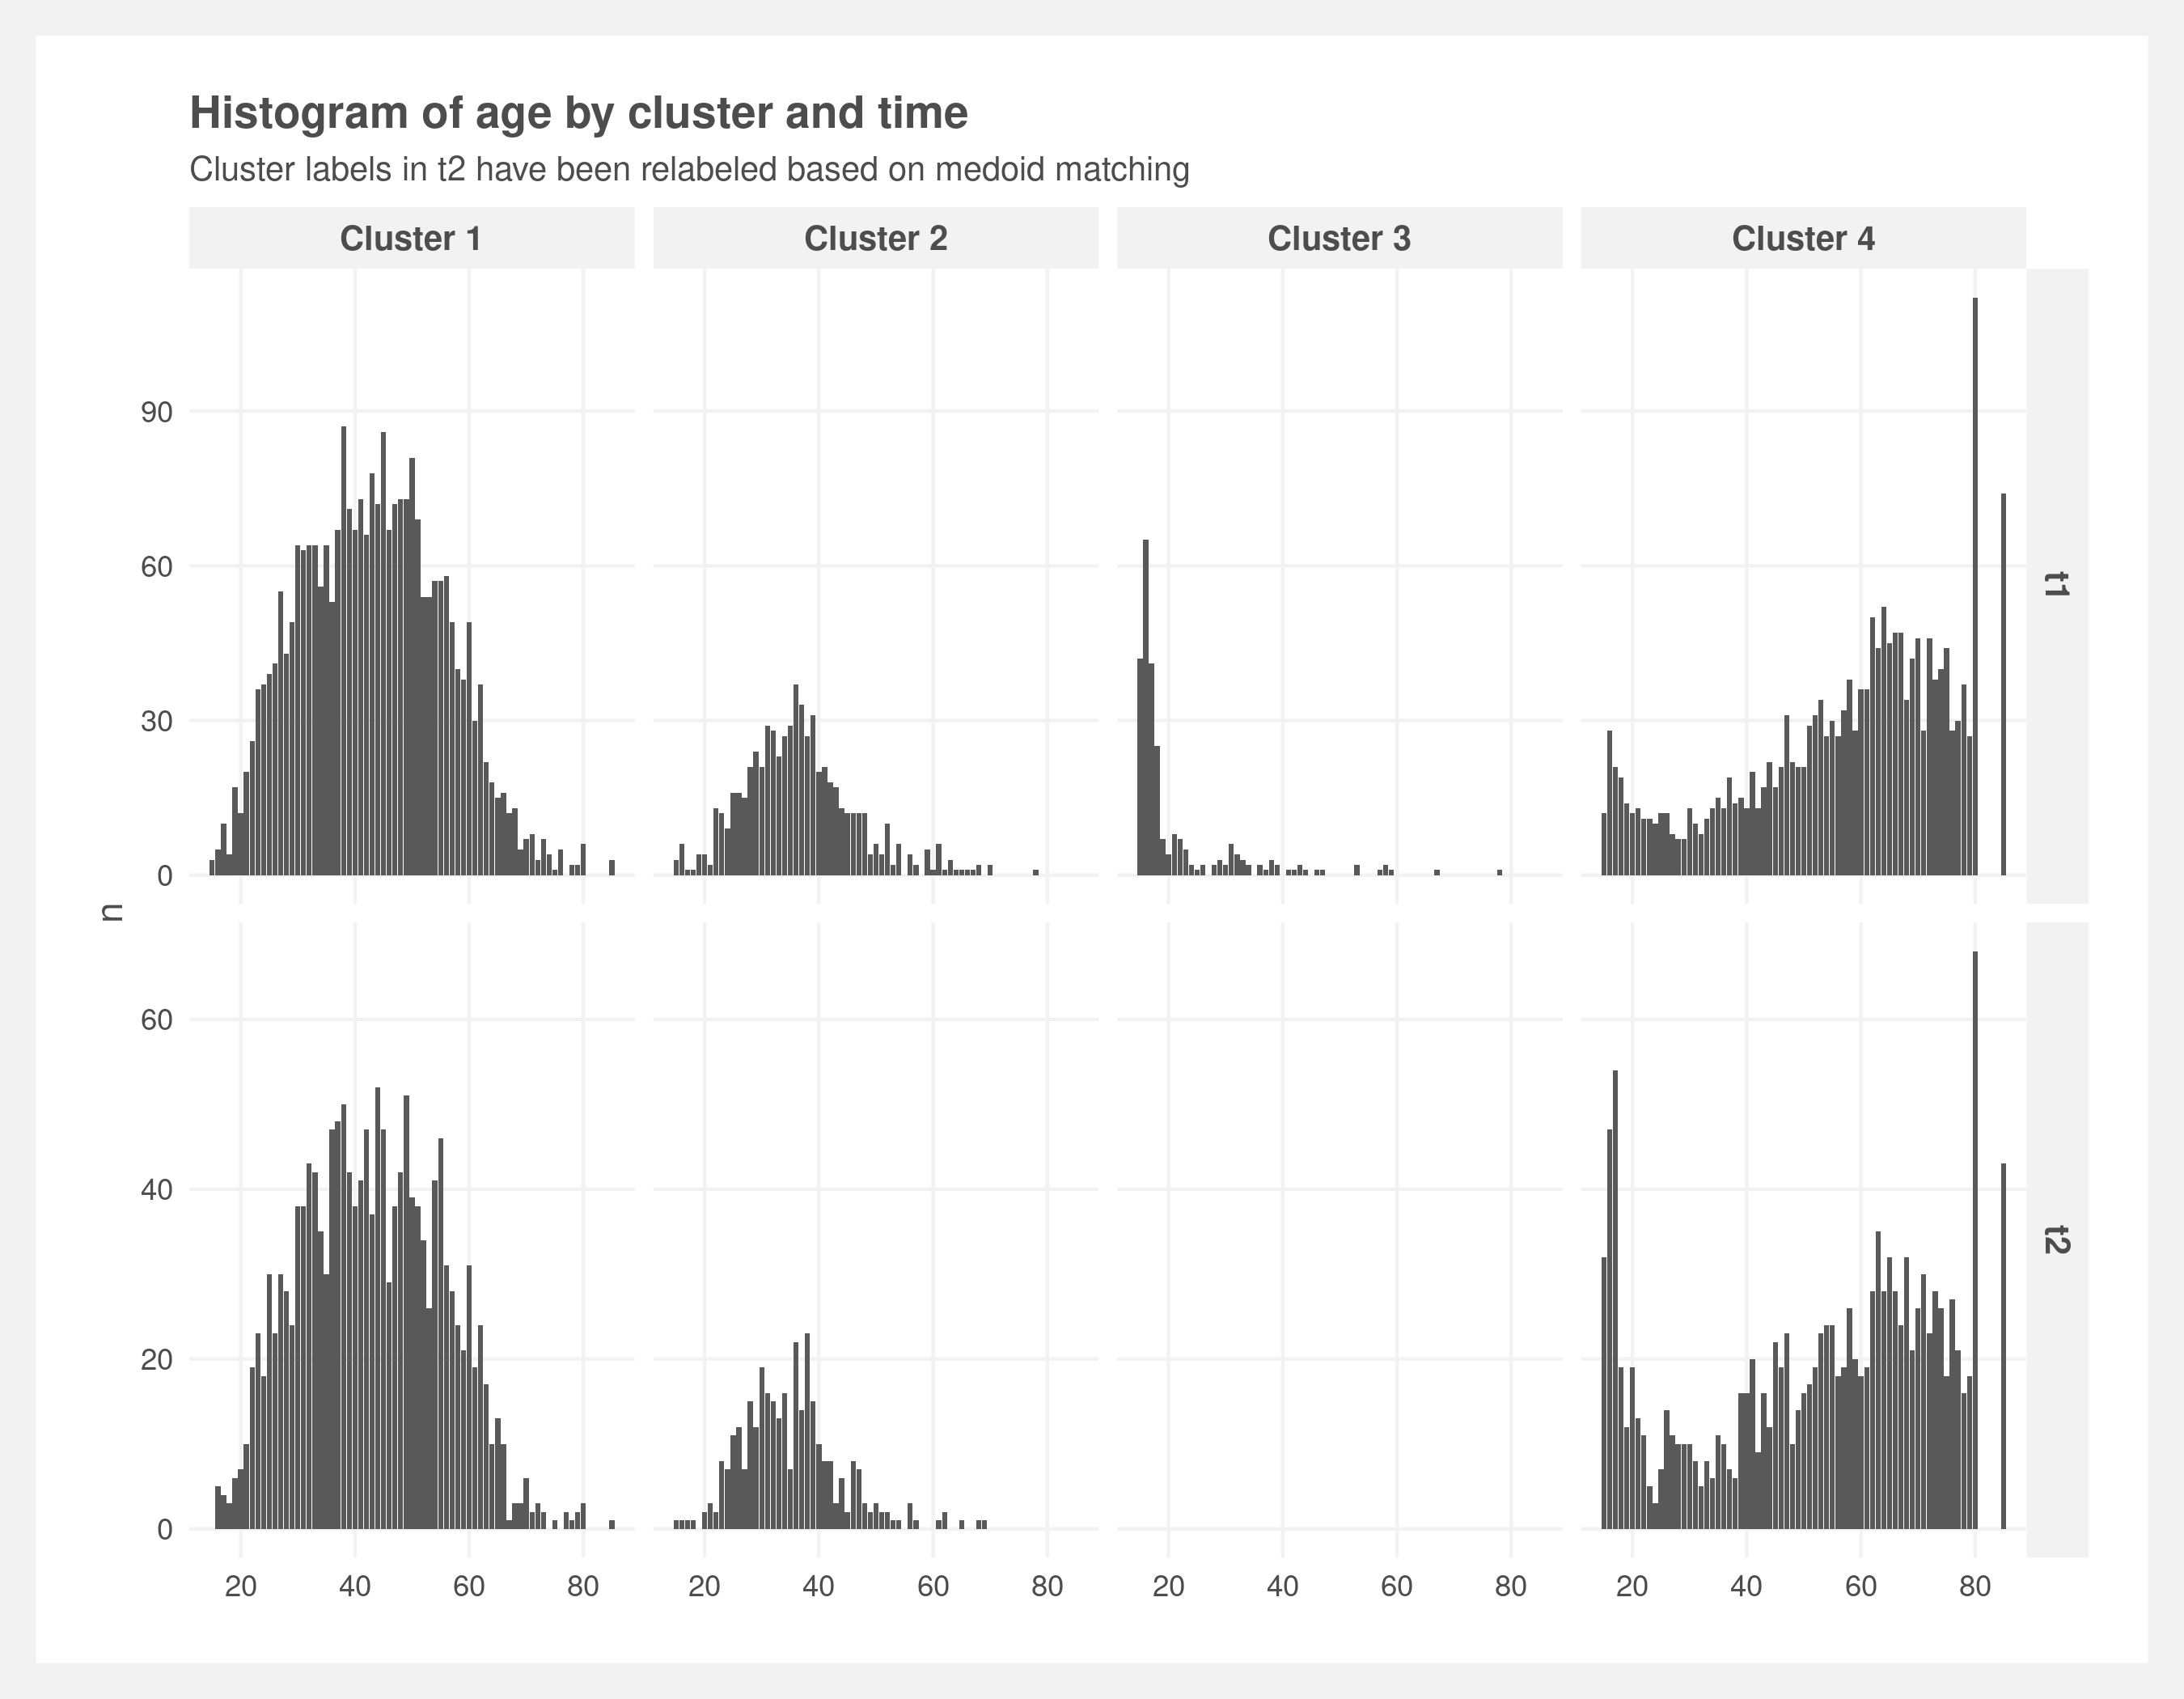 Histogram of age by cluster and time
Cluster labels in t2 have been relabeled based on medoid matching
Cluster 1 Cluster 2 Cluster 3 Cluster 4
90
60
30
0
t1
n
60
40
20
0
t2
20 40 60 80 20 40 60 80 20 40 60 80 20 40 60 80